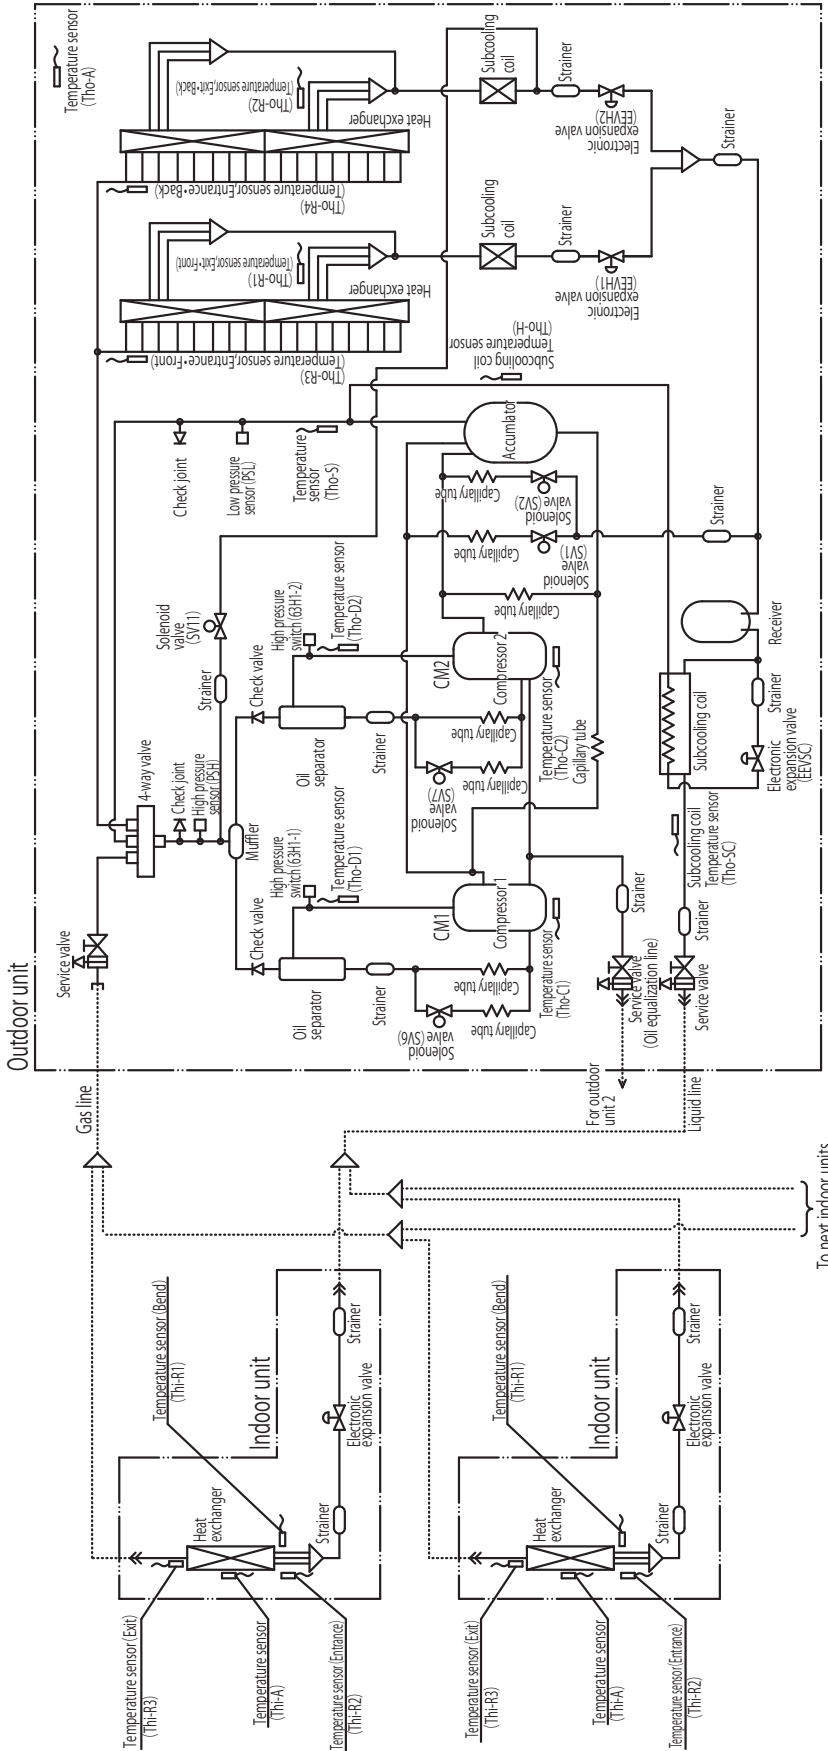 Outdoor unit
Temperature sensor
(Tho-A)
(Temperature sensor,Exit•Back)
(Tho-R2)
Heat exchanger
(Temperature sensor,Entrance•Back)
(Tho-R4)
(Temperature sensor,Exit•Front)
(Tho-R1)
Heat exchanger
(Temperature sensor,Entrance•Front)
(Tho-R3)
Subcooling
coil
Strainer
Electronic
expansion valve
(EEVH2)
Strainer
Subcooling
coil
Strainer
Electronic
expansion valve
(EEVH1)
Subcooling coil
Temperature sensor
(Tho-H)
Check joint
Low pressure
sensor (PSL)
Temperature
sensor
(Tho-S)
Accumlator
Solenoid
valve
(SV11)
Strainer
Capillary tube
Solenoid
valve
(SV2)
Capillary tube
Solenoid
valve
(SV1)
Strainer
Capillary tube
Receiver
4-way valve
Check joint
High pressure
sensor (PSH)
Muffler
Check valve
High pressure
switch (63H1-2)
Temperature sensor
(Tho-D2)
CM2
Compressor 2
Oil
separator
Strainer
Capillary tube
Solenoid
valve
(SV7)
Capillary tube
Temperature sensor
(Tho-C2)
Capillary tube
Subcooling coil
Strainer
Electronic
expansion valve
(EEVSC)
Subcooling coil
Temperature sensor
(Tho-SC)
Check valve
High pressure
switch (63H1-1)
Temperature sensor
(Tho-D1)
CM1
Compressor 1
Oil
separator
Strainer
Capillary tube
Solenoid
valve (SV6)
Capillary tube
Temperature sensor
(Tho-C1)
Strainer
Service valve
(Oil equalization line)
Strainer
Service valve
Service valve
Gas line
For outdoor
unit 2
Liquid line
To next indoor units
Indoor unit
Temperature sensor (Bend)
(Thi-R1)
Strainer
Electronic
expansion valve
Heat
exchanger
Strainer
Temperature sensor (Exit)
(Thi-R3)
Temperature sensor
(Thi-A)
Temperature sensor (Entrance)
(Thi-R2)
Indoor unit
Temperature sensor (Bend)
(Thi-R1)
Strainer
Electronic
expansion valve
Heat
exchanger
Strainer
Temperature sensor (Exit)
(Thi-R3)
Temperature sensor
(Thi-A)
Temperature sensor (Entrance)
(Thi-R2)